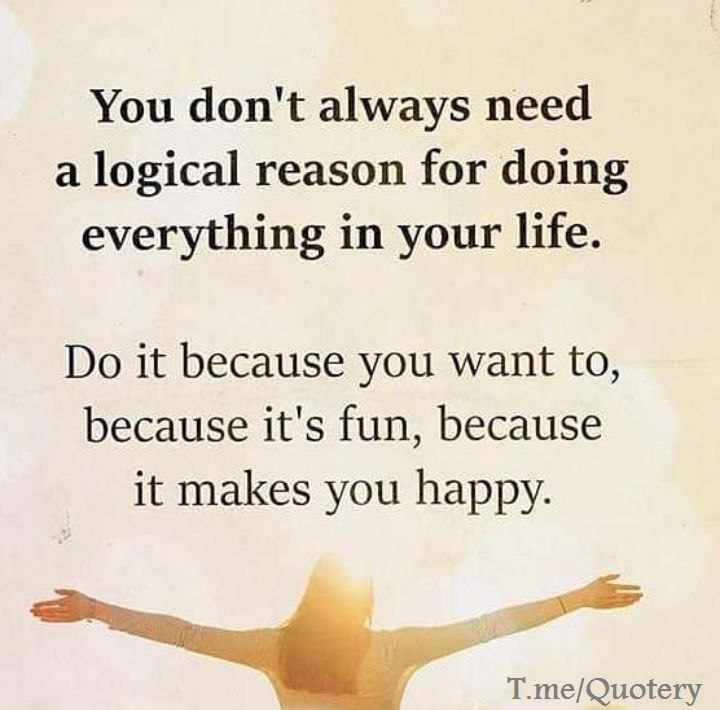 You don't always need
a logical reason for doing
everything in your life.
Do it because you want to,
because it's fun, because
it makes you happy.
T.me/Quotery